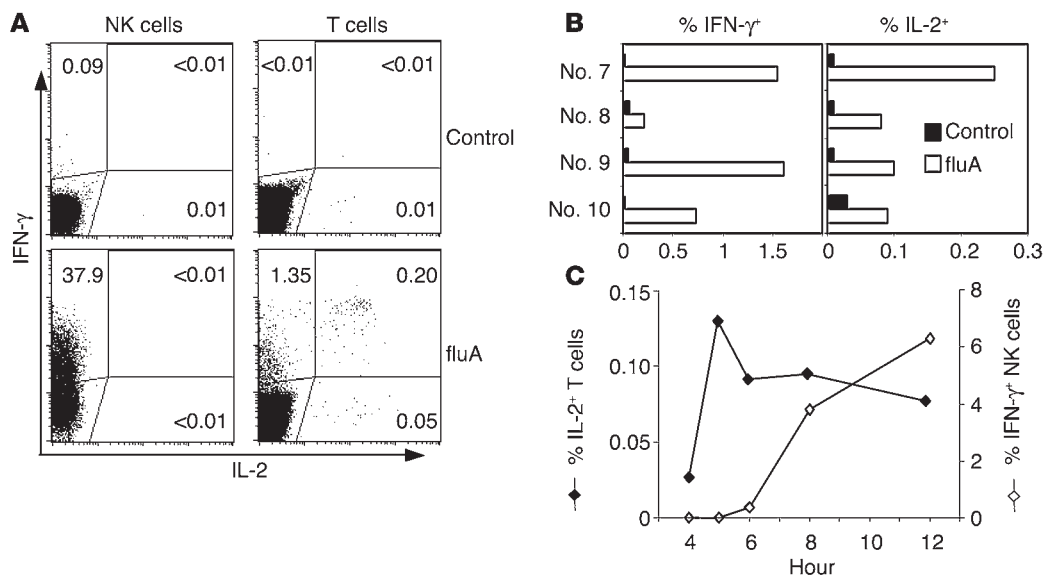 A
NK cells
T cells
0.09
<0.01
<0.01
<0.01
0.01
0.01
Control
37.9
<0.01
1.35
0.20
<0.01
0.05
fluA
IFN-γ
IL-2
B
% IFN-γ⁺
% IL-2⁺
No. 7
No. 8
No. 9
No. 10
Control
fluA
0
0.5
1
1.5
0
0.1
0.2
0.3
C
0.15
0.10
0.05
0
8
6
4
2
0
4
6
8
10
12
Hour
% IL-2⁺ T cells
% IFN-γ⁺ NK cells